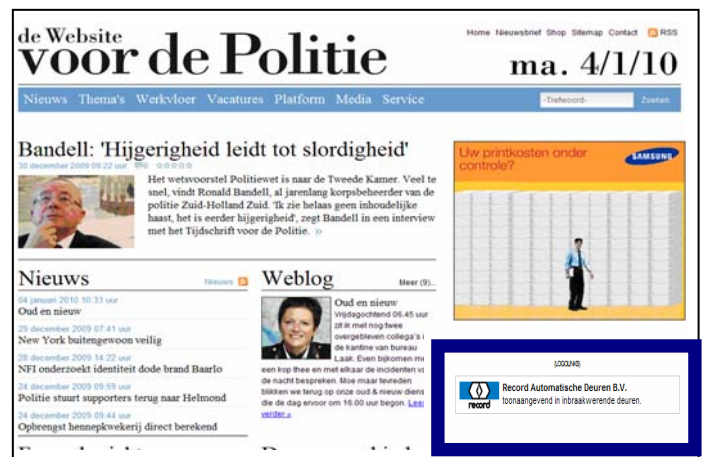 de Website
voor de Politie
Home Nieuwsbrief Shop Sitemap Contact RSS
ma. 4/1/10
Nieuws Thema's Werkvloer Vacatures Platform Media Service
-Trefwoord- Zoeken
Bandell: 'Hijgerigheid leidt tot slordigheid'
30 december 2009 09:22 uur
Het wetsvoorstel Politiewet is naar de Tweede Kamer. Veel te
snel, vindt Ronald Bandell, al jarenlang korpsbeheerder van de
politie Zuid-Holland Zuid. 'Ik zie helaas geen inhoudelijke
haast, het is eerder hijgerigheid', zegt Bandell in een interview
met het Tijdschrift voor de Politie. »
Uw printkosten onder
controle?
SAMSUNG
Nieuws
Nieuws
04 januari 2010 10:33 uur
Oud en nieuw
29 december 2009 07:41 uur
New York buitengewoon veilig
28 december 2009 14:22 uur
NFI onderzoekt identiteit dode brand Baarlo
24 december 2009 09:59 uur
Politie stuurt supporters terug naar Helmond
24 december 2009 09:44 uur
Opbrengst hennepkwekerij direct berekend
Weblog
Meer (9)...
Oud en nieuw
Vrijdagochtend 06.45 uur
zit ik met nog twee
overgebleven collega's i
de kantine van bureau
Laak. Even bijkomen me
een kop thee en met elkaar de incidenten va
de nacht bespreken. Moe maar tevreden
blikken we terug op onze oud & nieuw diens
die de dag ervoor om 16.00 uur begon. Lees
verder »
(LOGOLINKS)
record
Record Automatische Deuren B.V.
toonaangevend in inbraakwerende deuren.